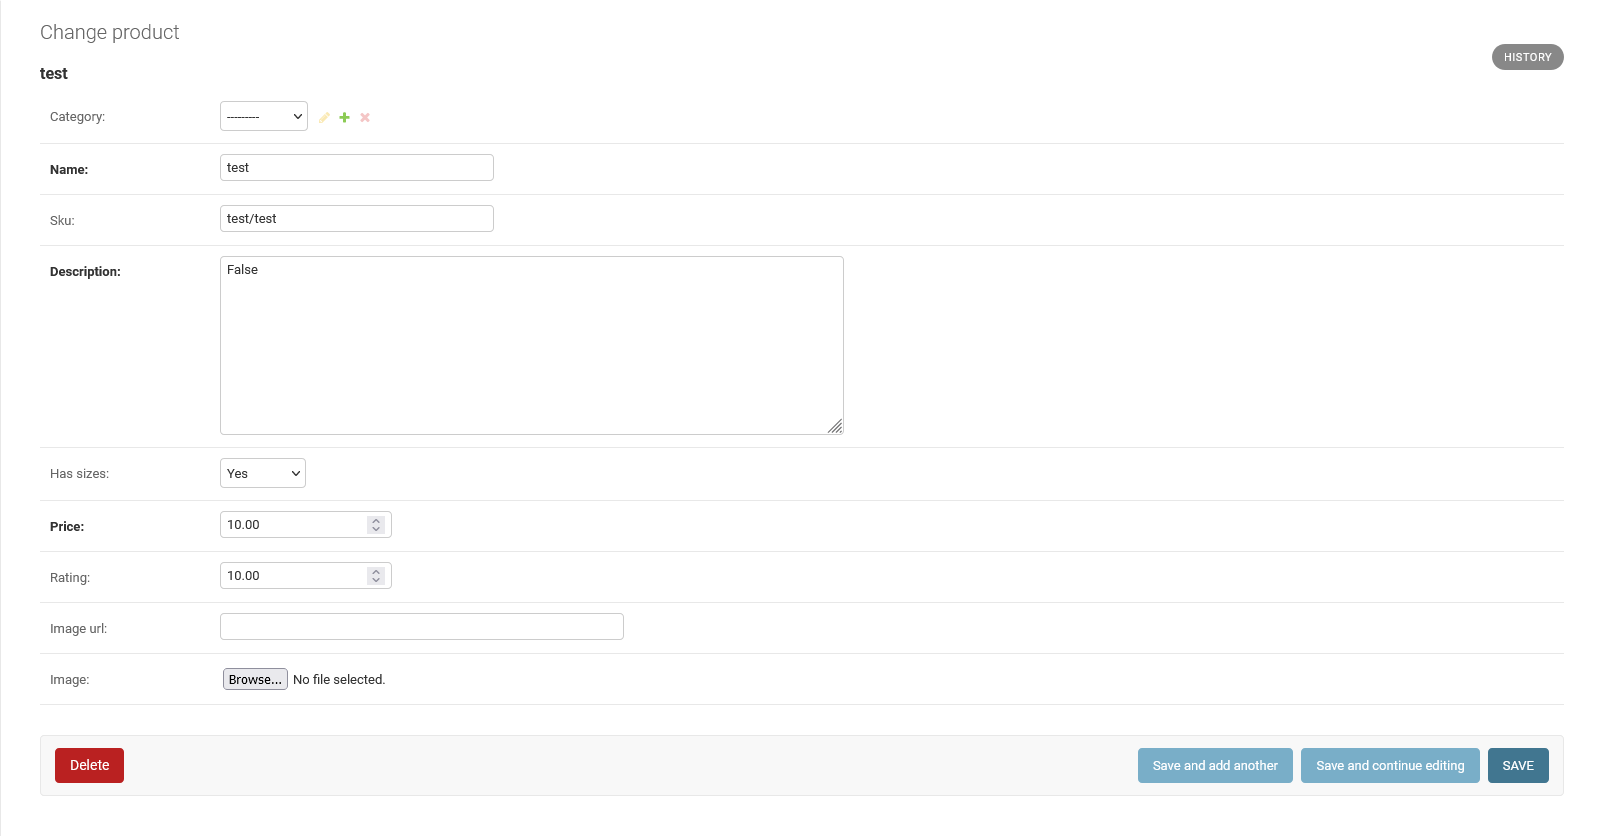 Change product
HISTORY
test
Category:
---------
Name:
test
Sku:
test/test
Description:
False
Has sizes:
Yes
Price:
10.00
Rating:
10.00
Image url:
Image:
Browse... No file selected.
Delete
Save and add another
Save and continue editing
SAVE